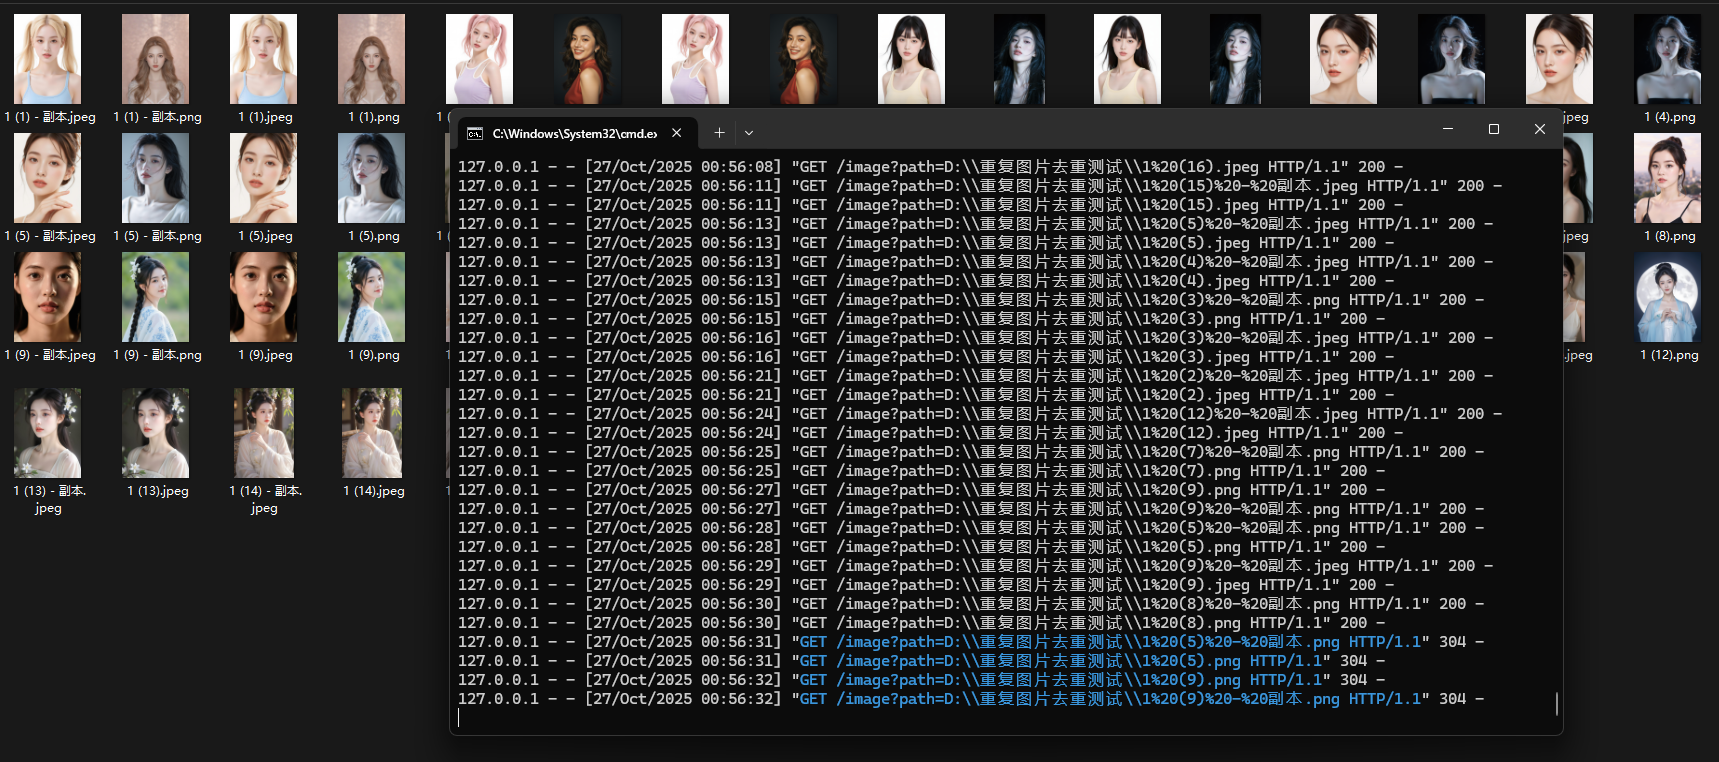 1 (1) - 副本.jpeg
1 (1) - 副本.png
1 (1).jpeg
1 (1).png
1 (
jpeg
1 (4).png
C:\Windows\System32\cmd.ex
127.0.0.1 - - [27/Oct/2025 00:56:08] "GET /image?path=D:\\重复图片去重测试\\1%20(16).jpeg HTTP/1.1" 200 -
127.0.0.1 - - [27/Oct/2025 00:56:11] "GET /image?path=D:\\重复图片去重测试\\1%20(15)%20-%20副本.jpeg HTTP/1.1" 200 -
127.0.0.1 - - [27/Oct/2025 00:56:11] "GET /image?path=D:\\重复图片去重测试\\1%20(15).jpeg HTTP/1.1" 200 -
127.0.0.1 - - [27/Oct/2025 00:56:13] "GET /image?path=D:\\重复图片去重测试\\1%20(5)%20-%20副本.jpeg HTTP/1.1" 200 -
127.0.0.1 - - [27/Oct/2025 00:56:13] "GET /image?path=D:\\重复图片去重测试\\1%20(5).jpeg HTTP/1.1" 200 -
127.0.0.1 - - [27/Oct/2025 00:56:13] "GET /image?path=D:\\重复图片去重测试\\1%20(4)%20-%20副本.jpeg HTTP/1.1" 200 -
127.0.0.1 - - [27/Oct/2025 00:56:13] "GET /image?path=D:\\重复图片去重测试\\1%20(4).jpeg HTTP/1.1" 200 -
127.0.0.1 - - [27/Oct/2025 00:56:15] "GET /image?path=D:\\重复图片去重测试\\1%20(3)%20-%20副本.png HTTP/1.1" 200 -
127.0.0.1 - - [27/Oct/2025 00:56:15] "GET /image?path=D:\\重复图片去重测试\\1%20(3).png HTTP/1.1" 200 -
127.0.0.1 - - [27/Oct/2025 00:56:16] "GET /image?path=D:\\重复图片去重测试\\1%20(3)%20-%20副本.jpeg HTTP/1.1" 200 -
127.0.0.1 - - [27/Oct/2025 00:56:16] "GET /image?path=D:\\重复图片去重测试\\1%20(3).jpeg HTTP/1.1" 200 -
127.0.0.1 - - [27/Oct/2025 00:56:21] "GET /image?path=D:\\重复图片去重测试\\1%20(2)%20-%20副本.jpeg HTTP/1.1" 200 -
127.0.0.1 - - [27/Oct/2025 00:56:21] "GET /image?path=D:\\重复图片去重测试\\1%20(2).jpeg HTTP/1.1" 200 -
127.0.0.1 - - [27/Oct/2025 00:56:24] "GET /image?path=D:\\重复图片去重测试\\1%20(12)%20-%20副本.jpeg HTTP/1.1" 200 -
127.0.0.1 - - [27/Oct/2025 00:56:24] "GET /image?path=D:\\重复图片去重测试\\1%20(12).jpeg HTTP/1.1" 200 -
127.0.0.1 - - [27/Oct/2025 00:56:25] "GET /image?path=D:\\重复图片去重测试\\1%20(7)%20-%20副本.png HTTP/1.1" 200 -
127.0.0.1 - - [27/Oct/2025 00:56:25] "GET /image?path=D:\\重复图片去重测试\\1%20(7).png HTTP/1.1" 200 -
127.0.0.1 - - [27/Oct/2025 00:56:27] "GET /image?path=D:\\重复图片去重测试\\1%20(9).png HTTP/1.1" 200 -
127.0.0.1 - - [27/Oct/2025 00:56:27] "GET /image?path=D:\\重复图片去重测试\\1%20(9)%20-%20副本.png HTTP/1.1" 200 -
127.0.0.1 - - [27/Oct/2025 00:56:28] "GET /image?path=D:\\重复图片去重测试\\1%20(5)%20-%20副本.png HTTP/1.1" 200 -
127.0.0.1 - - [27/Oct/2025 00:56:28] "GET /image?path=D:\\重复图片去重测试\\1%20(5).png HTTP/1.1" 200 -
127.0.0.1 - - [27/Oct/2025 00:56:29] "GET /image?path=D:\\重复图片去重测试\\1%20(9)%20-%20副本.jpeg HTTP/1.1" 200 -
127.0.0.1 - - [27/Oct/2025 00:56:29] "GET /image?path=D:\\重复图片去重测试\\1%20(9).jpeg HTTP/1.1" 200 -
127.0.0.1 - - [27/Oct/2025 00:56:30] "GET /image?path=D:\\重复图片去重测试\\1%20(8)%20-%20副本.png HTTP/1.1" 200 -
127.0.0.1 - - [27/Oct/2025 00:56:30] "GET /image?path=D:\\重复图片去重测试\\1%20(8).png HTTP/1.1" 200 -
127.0.0.1 - - [27/Oct/2025 00:56:31] "GET /image?path=D:\\重复图片去重测试\\1%20(5)%20-%20副本.png HTTP/1.1" 304 -
127.0.0.1 - - [27/Oct/2025 00:56:31] "GET /image?path=D:\\重复图片去重测试\\1%20(5).png HTTP/1.1" 304 -
127.0.0.1 - - [27/Oct/2025 00:56:32] "GET /image?path=D:\\重复图片去重测试\\1%20(9).png HTTP/1.1" 304 -
127.0.0.1 - - [27/Oct/2025 00:56:32] "GET /image?path=D:\\重复图片去重测试\\1%20(9)%20-%20副本.png HTTP/1.1" 304 -
1 (5) - 副本.jpeg
1 (5) - 副本.png
1 (5).jpeg
1 (5).png
1 (
jpeg
1 (8).png
1 (9) - 副本.jpeg
1 (9) - 副本.png
1 (9).jpeg
1 (9).png
.jpeg
1 (12).png
1 (13) - 副本.
jpeg
1 (13).jpeg
1 (14) - 副本.
jpeg
1 (14).jpeg